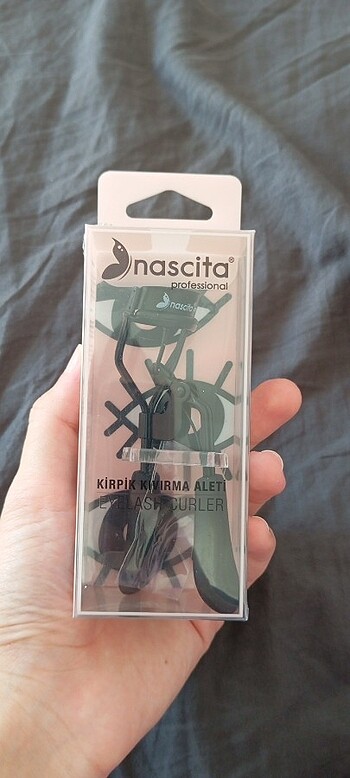 nascita®
professional
nascita
KİRPİK KIVIRMA ALETİ
EYELASH CURLER